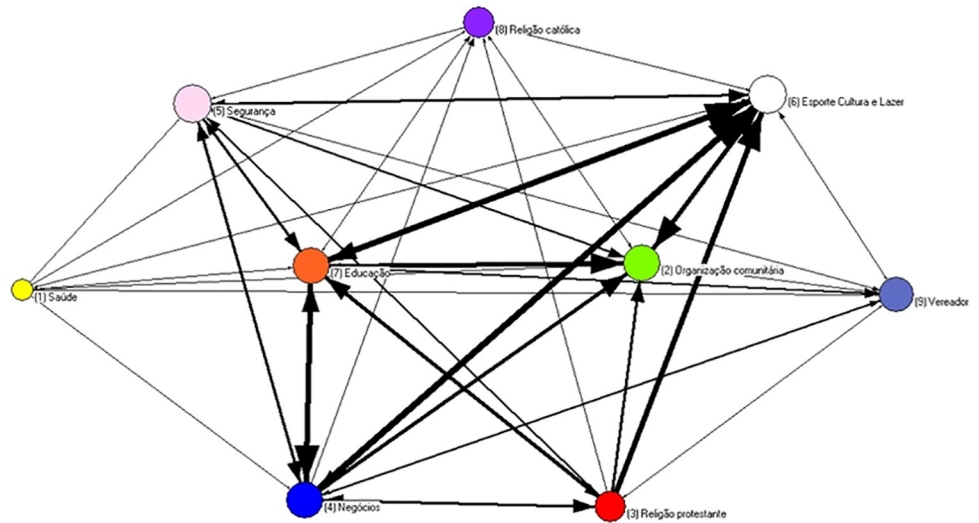 (8) Religão católica
(6) Esporte Cultura e Lazer
(5) Segurança
(7) Educação
(2) Organização comunitária
(1) Saúde
(9) Vereador
(4) Negócios
(3) Religião protestante